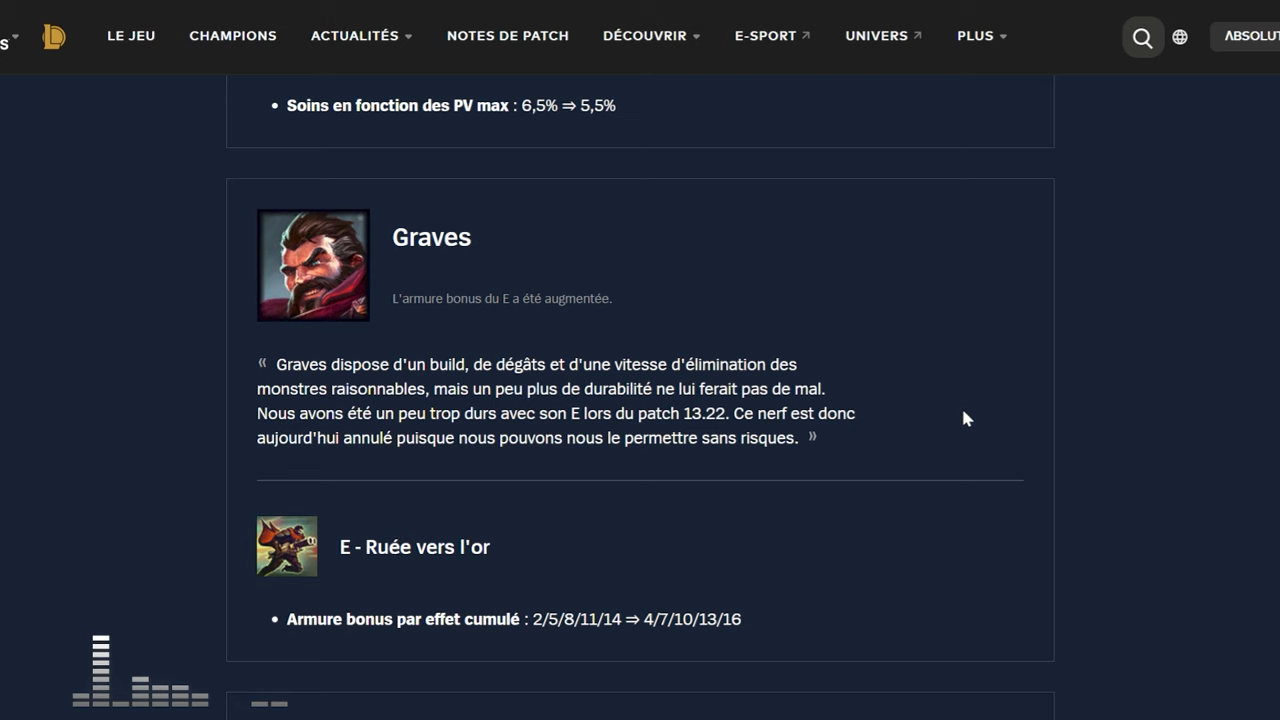 S
LE JEU CHAMPIONS ACTUALITÉS NOTES DE PATCH DÉCOUVRIR E-SPORT UNIVERS PLUS ABSOLUT
• Soins en fonction des PV max : 6,5% ⇒ 5,5%
Graves
L'armure bonus du E a été augmentée.
« Graves dispose d'un build, de dégâts et d'une vitesse d'élimination des
monstres raisonnables, mais un peu plus de durabilité ne lui ferait pas de mal.
Nous avons été un peu trop durs avec son E lors du patch 13.22. Ce nerf est donc
aujourd'hui annulé puisque nous pouvons nous le permettre sans risques. »
E - Ruée vers l'or
• Armure bonus par effet cumulé : 2/5/8/11/14 ⇒ 4/7/10/13/16